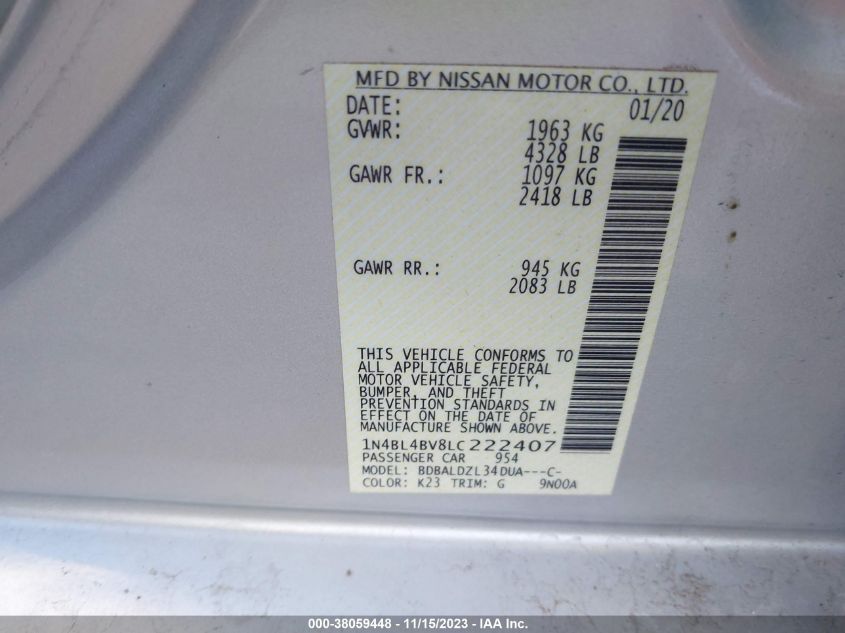 MFD BY NISSAN MOTOR CO., LTD.
DATE: 01/20
GVWR: 1963 KG
4328 LB
GAWR FR.: 1097 KG
2418 LB
GAWR RR.: 945 KG
2083 LB
THIS VEHICLE CONFORMS TO
ALL APPLICABLE FEDERAL
MOTOR VEHICLE SAFETY,
BUMPER, AND THEFT
PREVENTION STANDARDS IN
EFFECT ON THE DATE OF
MANUFACTURE SHOWN ABOVE.
1N4BL4BV8LC222407
PASSENGER CAR 954
MODEL: BDBALDZL34DUA---C-
COLOR: K23 TRIM: G 9N00A
000-38059448 - 11/15/2023 - IAA Inc.